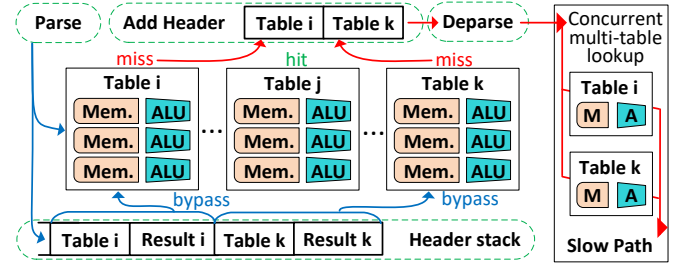 Parse
Add Header
Table i
Table k
Deparse
Concurrent
multi-table
lookup
miss
hit
miss
Table i
Mem. ALU
Mem. ALU
Mem. ALU
...
Table j
Mem. ALU
Mem. ALU
Mem. ALU
...
Table k
Mem. ALU
Mem. ALU
Mem. ALU
Table i
M A
Table k
M A
Slow Path
bypass
bypass
Table i
Result i
Table k
Result k
Header stack